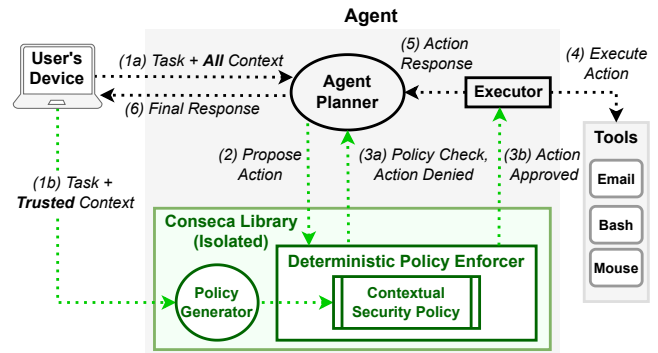 Agent
User's
Device
(1a) Task + All Context
(6) Final Response
Agent
Planner
(5) Action
Response
Executor
(4) Execute
Action
Tools
Email
Bash
Mouse
(1b) Task +
Trusted Context
(2) Propose
Action
(3a) Policy Check,
Action Denied
(3b) Action
Approved
Conseca Library
(Isolated)
Policy
Generator
Deterministic Policy Enforcer
Contextual
Security Policy